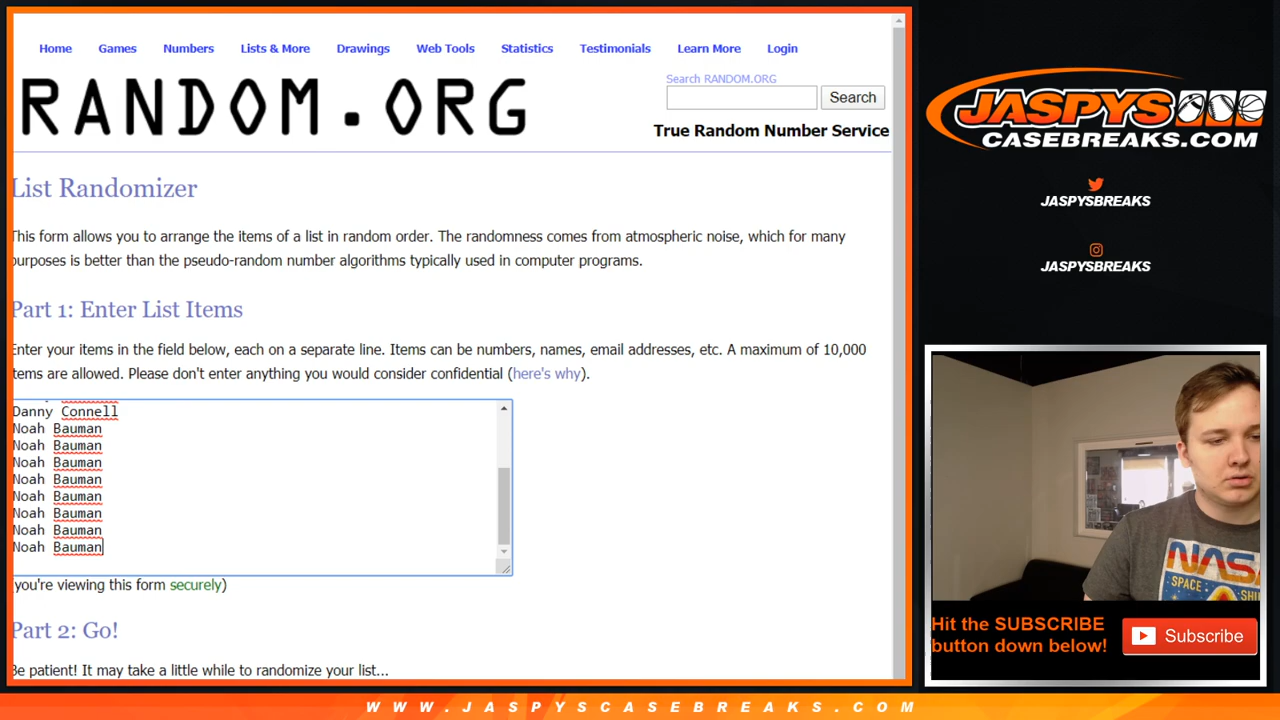 Home Games Numbers Lists & More Drawings Web Tools Statistics Testimonials Learn More Login
RANDOM.ORG
Search RANDOM.ORG
Search
True Random Number Service
List Randomizer
This form allows you to arrange the items of a list in random order. The randomness comes from atmospheric noise, which for many
purposes is better than the pseudo-random number algorithms typically used in computer programs.
Part 1: Enter List Items
Enter your items in the field below, each on a separate line. Items can be numbers, names, email addresses, etc. A maximum of 10,000
items are allowed. Please don't enter anything you would consider confidential (here's why).
Danny Connell
Noah Bauman
Noah Bauman
Noah Bauman
Noah Bauman
Noah Bauman
Noah Bauman
Noah Bauman
Noah Bauman
(you're viewing this form securely)
Part 2: Go!
Be patient! It may take a little while to randomize your list...
JASPYS
CASEBREAKS.COM
JASPYSBREAKS
JASPYSBREAKS
NASA
SPACE
Hit the SUBSCRIBE
button down below!
Subscribe
WWW.JASPYSCASEBREAKS.COM